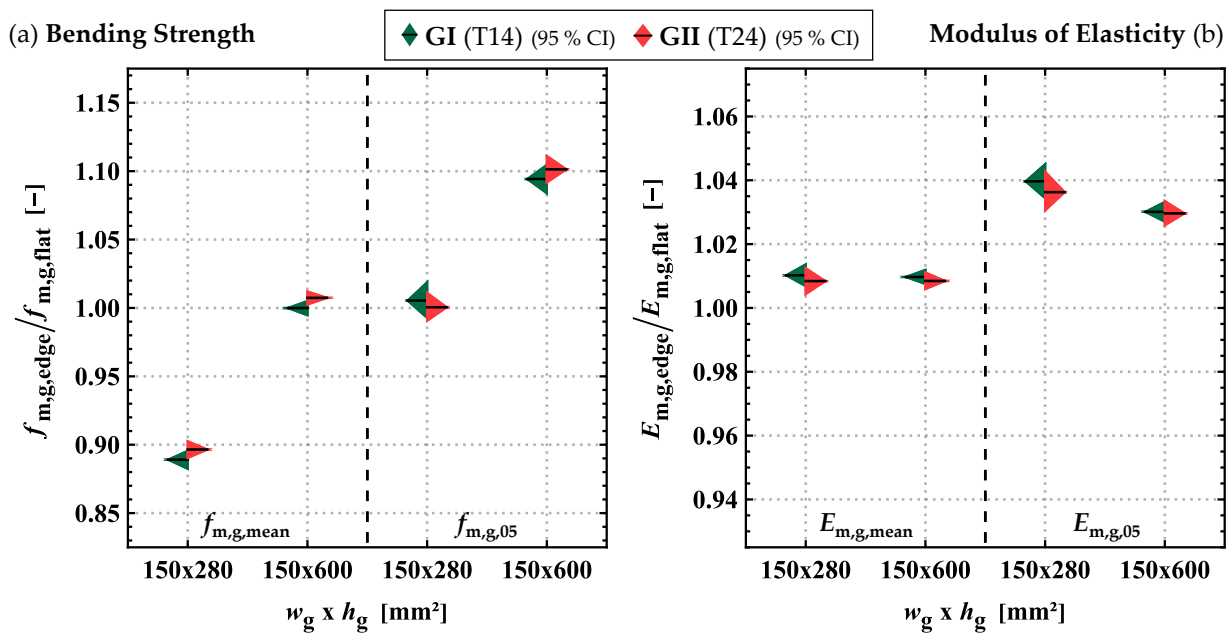 (a) Bending Strength
GI (T14) (95 % CI) GII (T24) (95 % CI)
Modulus of Elasticity (b)
f_m,g,edge/f_m,g,flat [−]
1.15
1.10
1.05
1.00
0.95
0.90
0.85
f_m,g,mean
f_m,g,05
150x280 150x600 150x280 150x600
w_g x h_g [mm²]
E_m,g,edge/E_m,g,flat [−]
1.06
1.04
1.02
1.00
0.98
0.96
0.94
E_m,g,mean
E_m,g,05
150x280 150x600 150x280 150x600
w_g x h_g [mm²]